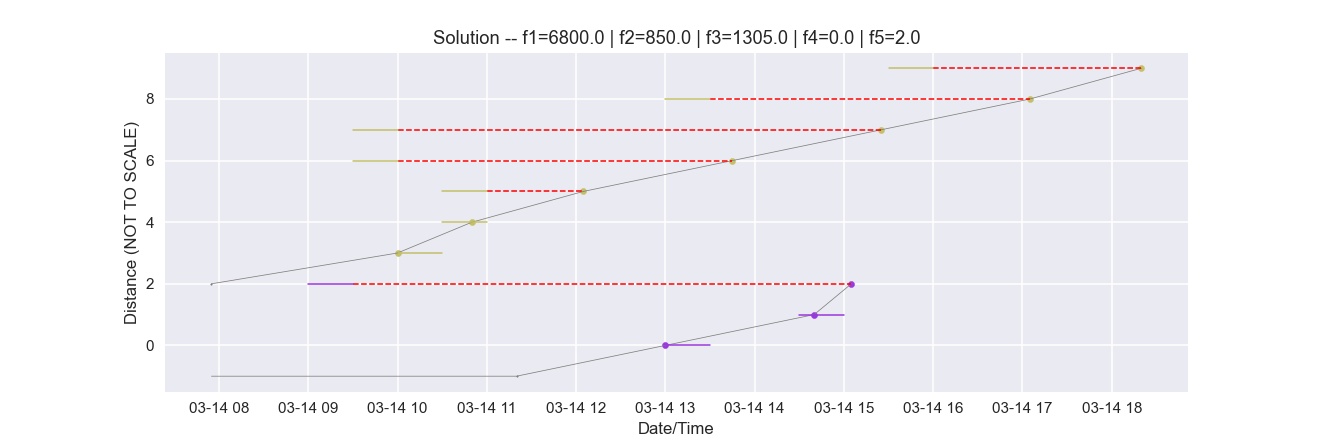 Solution -- f1=6800.0 | f2=850.0 | f3=1305.0 | f4=0.0 | f5=2.0
Distance (NOT TO SCALE)
8
6
4
2
0
03-14 08 03-14 09 03-14 10 03-14 11 03-14 12 03-14 13 03-14 14 03-14 15 03-14 16 03-14 17 03-14 18
Date/Time